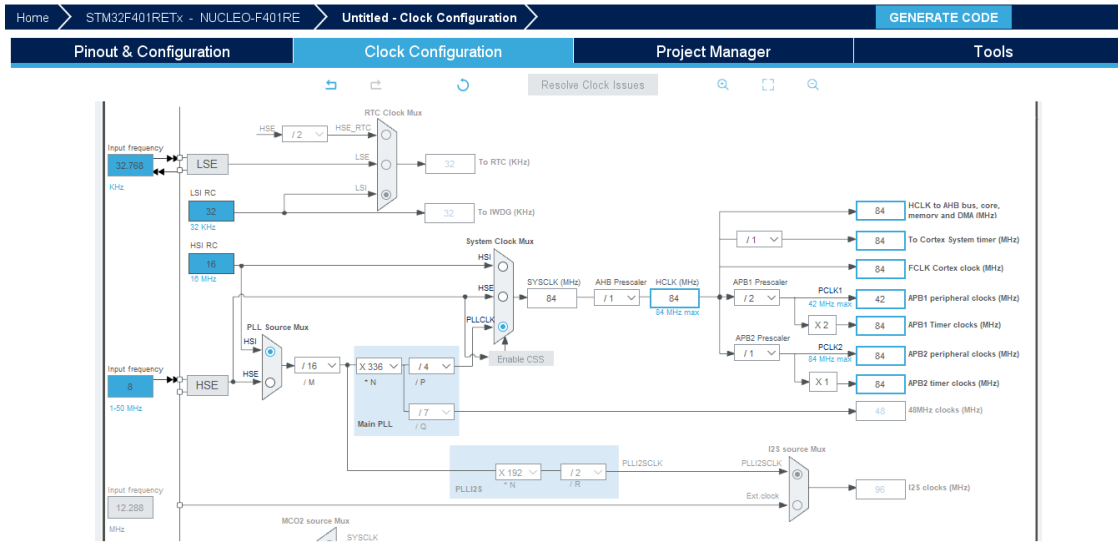 Home STM32F401RETx - NUCLEO-F401RE Untitled - Clock Configuration GENERATE CODE
Pinout & Configuration Clock Configuration Project Manager Tools
Resolve Clock Issues
RTC Clock Mux
HSE / 2 HSE_RTC
Input frequency
32.768
KHz
LSE
LSE
32 To RTC (KHz)
LSI RC
32
32 KHz
LSI
32 To IWDG (KHz)
HSI RC
16
16 MHz
System Clock Mux
HSI
HSE
PLLCLK
SYSCLK (MHz)
84
AHB Prescaler
/ 1
HCLK (MHz)
84
84 MHz max
84 HCLK to AHB bus, core,
memory and DMA (MHz)
/ 1
84 To Cortex System timer (MHz)
84 FCLK Cortex clock (MHz)
APB1 Prescaler
/ 2
PCLK1
42 MHz max
42 APB1 peripheral clocks (MHz)
X 2
84 APB1 Timer clocks (MHz)
APB2 Prescaler
/ 1
PCLK2
84 MHz max
84 APB2 peripheral clocks (MHz)
X 1
84 APB2 timer clocks (MHz)
Enable CSS
PLL Source Mux
HSI
HSE
/ 16
/ M
X 336
* N
/ 4
/ P
/ 7
/ Q
Main PLL
48 48MHz clocks (MHz)
Input frequency
8
1-50 MHz
HSE
PLLI2S
X 192
* N
/ 2
/ R
PLLI2SCLK
I2S source Mux
PLLI2SCLK
Ext.clock
96 I2S clocks (MHz)
Input frequency
12.288
MHz
MCO2 source Mux
SYSCLK